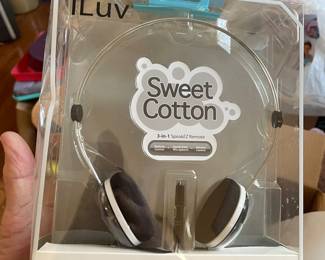 iLuv
Sweet
Cotton
3-in-1 SpeakEZ Remote